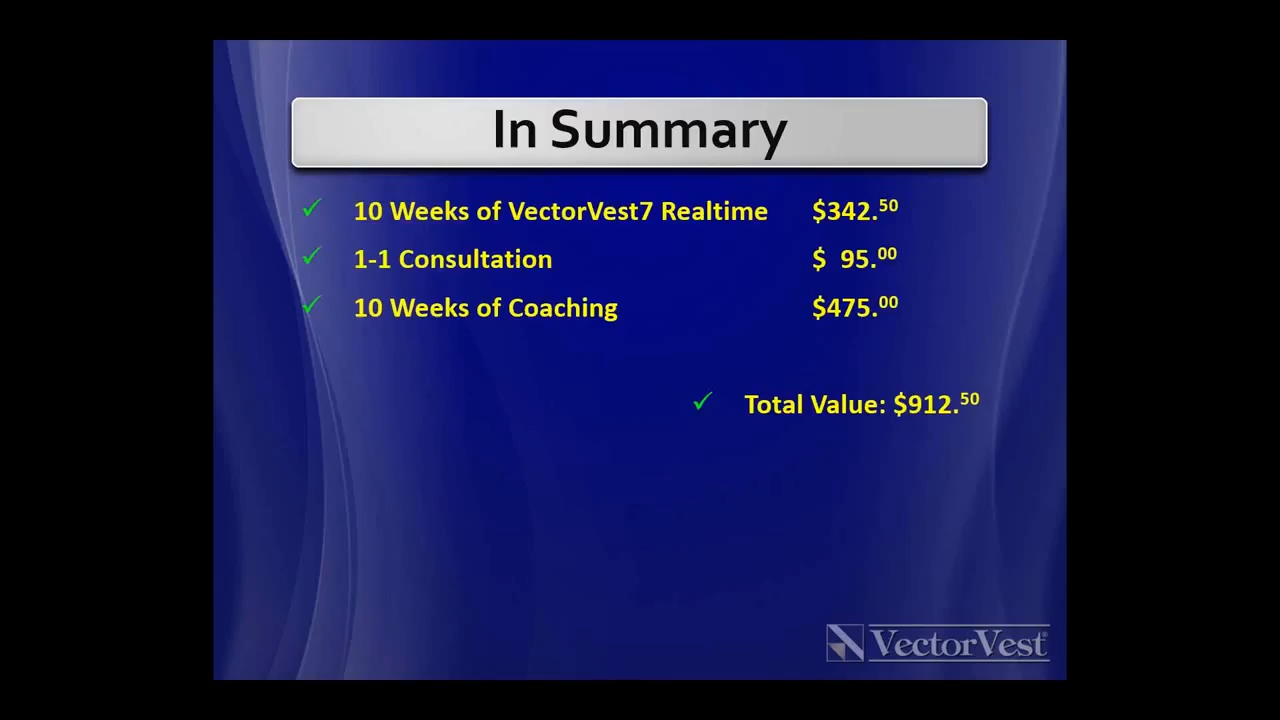 In Summary
✓ 10 Weeks of VectorVest7 Realtime $342.50
✓ 1-1 Consultation $ 95.00
✓ 10 Weeks of Coaching $475.00
✓ Total Value: $912.50
VectorVest®